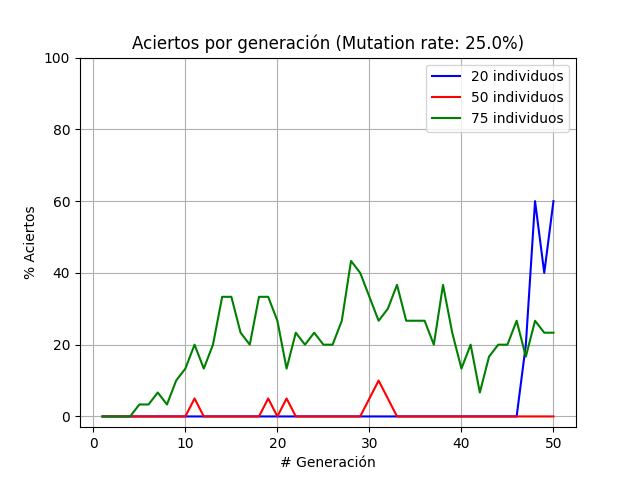 Aciertos por generación (Mutation rate: 25.0%)
20 individuos
50 individuos
75 individuos
% Aciertos
100
80
60
40
20
0
0 10 20 30 40 50
# Generación